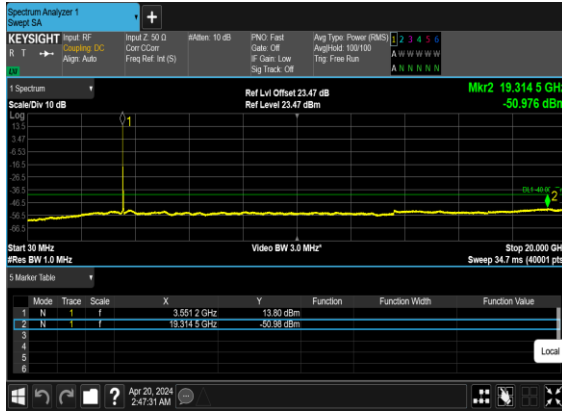 Spectrum Analyzer 1
Swept SA
KEYSIGHT Input: RF Input Z: 50 Ω #Atten: 10 dB PNO: Fast Avg Type: Power (RMS) 1 2 3 4 5 6
R T Coupling: DC Corr CCorr Gate: Off Avg|Hold: 100/100 A W W W W W
Align: Auto Freq Ref: Int (S) IF Gain: Low Trig: Free Run
LU Sig Track: Off A N N N N N
1 Spectrum Ref Lvl Offset 23.47 dB Mkr2 19.314 5 GHz
Scale/Div 10 dB Ref Level 23.47 dBm -50.976 dBm
Log
13.5
3.47
-6.53
-16.5
-26.5
-36.5
-46.5
-56.5
-66.5
1
2
Start 30 MHz Video BW 3.0 MHz* Stop 20.000 GH
#Res BW 1.0 MHz Sweep 34.7 ms (40001 pts
5 Marker Table
Mode Trace Scale X Y Function Function Width Function Value
1 N 1 f 3.551 2 GHz 13.80 dBm
2 N 1 f 19.314 5 GHz -50.98 dBm
3
4
5
6
Local
? Apr 20, 2024
2:47:31 AM